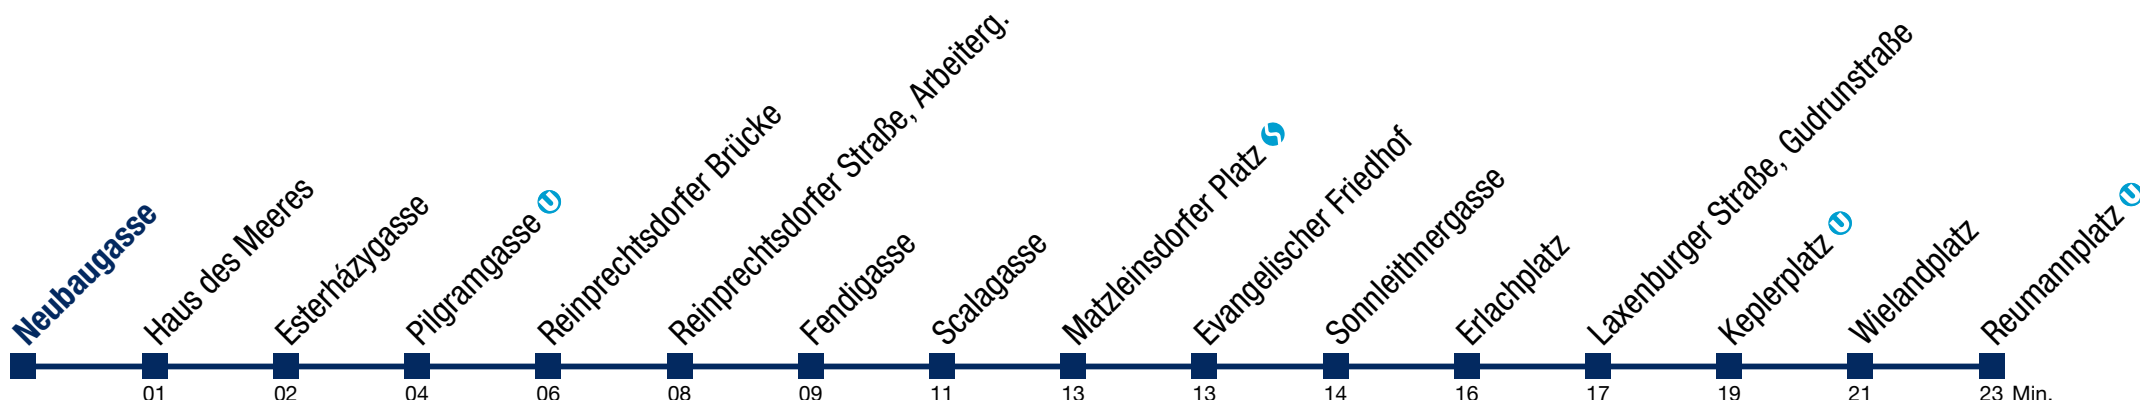 Neubaugasse
Haus des Meeres
Esterházygasse
Pilgramgasse U
Reinprechtsdorfer Brücke
Reinprechtsdorfer Straße, Arbeiterg.
Fendigasse
Scalagasse
Matzleinsdorfer Platz S
Evangelischer Friedhof
Sonnleithnergasse
Erlachplatz
Laxenburger Straße, Gudrunstraße
Keplerplatz U
Wielandplatz
Reumannplatz U
01 02 04 06 08 09 11 13 13 14 16 17 19 21 23 Min.